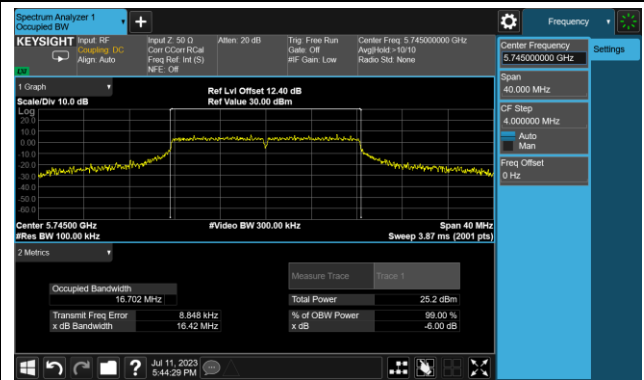 Spectrum Analyzer 1
Occupied BW
+
Frequency
KEYSIGHT
Input: RF
Coupling: DC
Align: Auto
Input Z: 50 Ω
Corr CCorr RCal
Freq Ref: Int (S)
NFE: Off
Atten: 20 dB
Trig: Free Run
Gate: Off
#IF Gain: Low
Center Freq: 5.745000000 GHz
Avg|Hold:>10/10
Radio Std: None
Center Frequency
5.745000000 GHz
Settings
Span
40.000 MHz
CF Step
4.000000 MHz
Auto
Man
Freq Offset
0 Hz
1 Graph
Scale/Div 10.0 dB
Ref Lvl Offset 12.40 dB
Ref Value 30.00 dBm
Log
20.0
10.0
0.00
-10.0
-20.0
-30.0
-40.0
-50.0
-60.0
Center 5.74500 GHz
#Video BW 300.00 kHz
Span 40 MHz
#Res BW 100.00 kHz
Sweep 3.87 ms (2001 pts)
2 Metrics
Measure Trace
Trace 1
Occupied Bandwidth
16.702 MHz
Total Power
25.2 dBm
Transmit Freq Error
8.848 kHz
% of OBW Power
99.00 %
x dB Bandwidth
16.42 MHz
x dB
-6.00 dB
?
Jul 11, 2023
5:44:29 PM